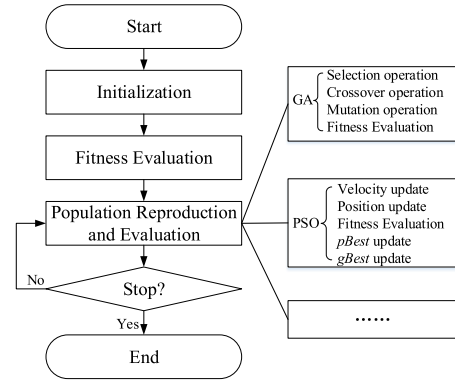 Start
Initialization
Fitness Evaluation
Population Reproduction
and Evaluation
Stop?
No
Yes
End
GA
Selection operation
Crossover operation
Mutation operation
Fitness Evaluation
PSO
Velocity update
Position update
Fitness Evaluation
pBest update
gBest update
……